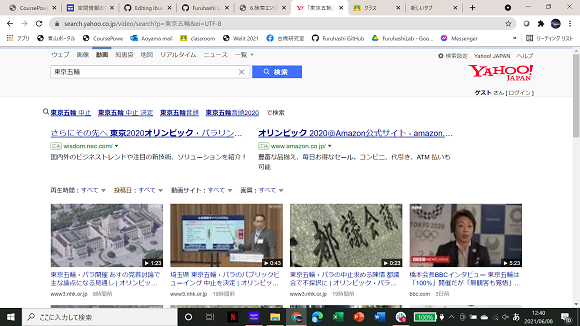 CoursePowe
空間情報の
Editing ibu
Furuhashi
6.検索エンジ
「東京五輪」
クラス
新しいタブ
search.yahoo.co.jp/video/search?p=東京五輪&ei=UTF-8
アプリ
青山ポータル
CoursePowe
Aoyama mail
classroom
Welit 2021
古橋研究室
Furuhashi GitHub
FuruhashiLab - Goo
Messenger
»
リーディングリスト
ウェブ 画像 動画 知恵袋 地図 リアルタイム ニュース 一覧
検索設定 Yahoo! JAPAN ヘルプ
東京五輪
検索
YAHOO!
JAPAN
ゲスト さん [ログイン]
東京五輪 中止 東京五輪 中止 決定 東京五輪音頭 東京五輪音頭2020 で検索
さらにその先へ 東京2020オリンピック・パラリン...
広告 wisdom.nec.com/
国内外のビジネストレンドや注目の新技術、ソリューションを紹介！
オリンピック 2020@Amazon公式サイト - amazon....
広告 www.amazon.co.jp/
豊富な品揃え、毎日お得なセール。コンビニ、代引き、ATM 払いも可能
再生時間：すべて 投稿日：すべて 動画サイト：すべて 画質：すべて
1:23
0:43
都議会議
0:23
TOKYO 2020
BBC NEWS
5:23
東京五輪・パラ開催 あすの党首討論で主な論点になる見通し | オリンピッ...
www3.nhk.or.jp 8時間前
埼玉県 東京五輪・パラのパブリックビューイング 中止を決定 | オリンピッ...
www3.nhk.or.jp 19時間前
東京五輪・パラの中止求める陳情 都議会で不採択に | オリンピック・パラ...
www3.nhk.or.jp 18時間前
橋本会長BBCインタビュー 東京五輪は「100%」開催だが「無観客も覚悟」...
bbc.com 3日前
ここに入力して検索
100%
あ
12:40
2021/06/08